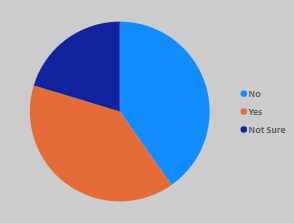 No
Yes
Not Sure